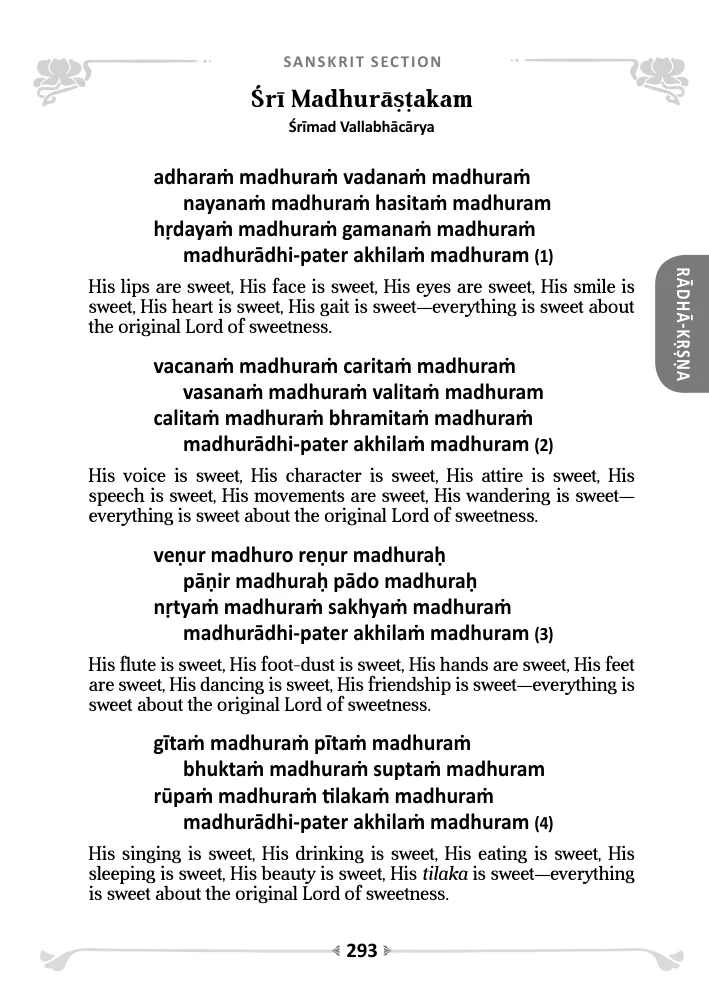 SANSKRIT SECTION
Śrī Madhurāṣṭakam
Śrīmad Vallabhācārya
adharaṁ madhuraṁ vadanaṁ madhuraṁ
nayanaṁ madhuraṁ hasitaṁ madhuram
hṛdayaṁ madhuraṁ gamanaṁ madhuraṁ
madhurādhi-pater akhilaṁ madhuram (1)
His lips are sweet, His face is sweet, His eyes are sweet, His smile is
sweet, His heart is sweet, His gait is sweet—everything is sweet about
the original Lord of sweetness.
RĀDHĀ-KṚṢṆA
vacanaṁ madhuraṁ caritaṁ madhuraṁ
vasanaṁ madhuraṁ valitaṁ madhuram
calitaṁ madhuraṁ bhramitaṁ madhuraṁ
madhurādhi-pater akhilaṁ madhuram (2)
His voice is sweet, His character is sweet, His attire is sweet, His
speech is sweet, His movements are sweet, His wandering is sweet—
everything is sweet about the original Lord of sweetness.
veṇur madhuro reṇur madhuraḥ
pāṇir madhuraḥ pādo madhuraḥ
nṛtyaṁ madhuraṁ sakhyaṁ madhuraṁ
madhurādhi-pater akhilaṁ madhuram (3)
His flute is sweet, His foot-dust is sweet, His hands are sweet, His feet
are sweet, His dancing is sweet, His friendship is sweet—everything is
sweet about the original Lord of sweetness.
gītaṁ madhuraṁ pītaṁ madhuraṁ
bhuktaṁ madhuraṁ suptaṁ madhuram
rūpaṁ madhuraṁ tilakaṁ madhuraṁ
madhurādhi-pater akhilaṁ madhuram (4)
His singing is sweet, His drinking is sweet, His eating is sweet, His
sleeping is sweet, His beauty is sweet, His tilaka is sweet—everything
is sweet about the original Lord of sweetness.
293